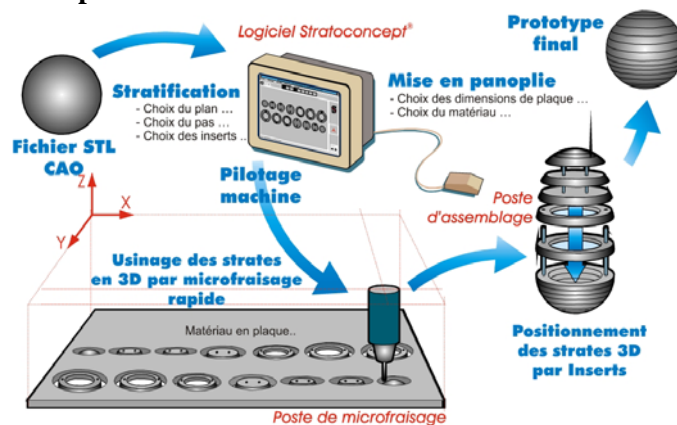 Logiciel Stratoconcept®
Prototype
final
Stratification
- Choix du plan ...
- Choix du pas ...
- Choix des inserts ...
Mise en panoplie
- Choix des dimensions de plaque ...
- Choix du matériau ...
Fichier STL
CAO
Pilotage
machine
Poste
d'assemblage
Z
X
Y
Usinage des strates
en 3D par microfraisage
rapide
Matériau en plaque..
Positionnement
des strates 3D
par Inserts
Poste de microfraisage